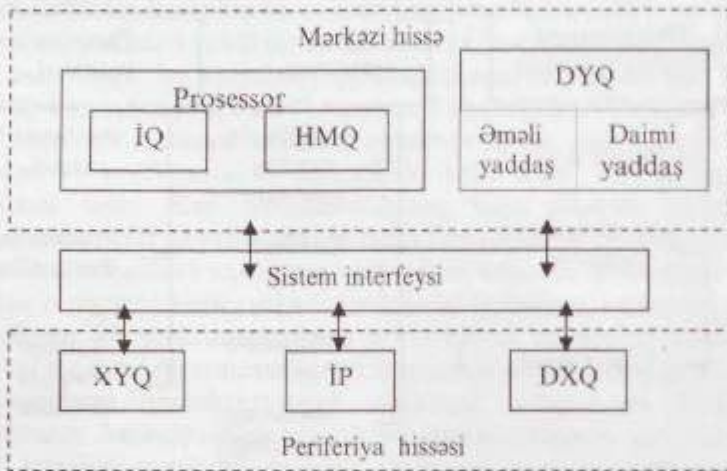 Mərkəzi hissə
Prosessor
İQ
HMQ
DYQ
Əməli
yaddaş
Daimi
yaddaş
Sistem interfeysi
XYQ
İP
DXQ
Periferiya hissəsi